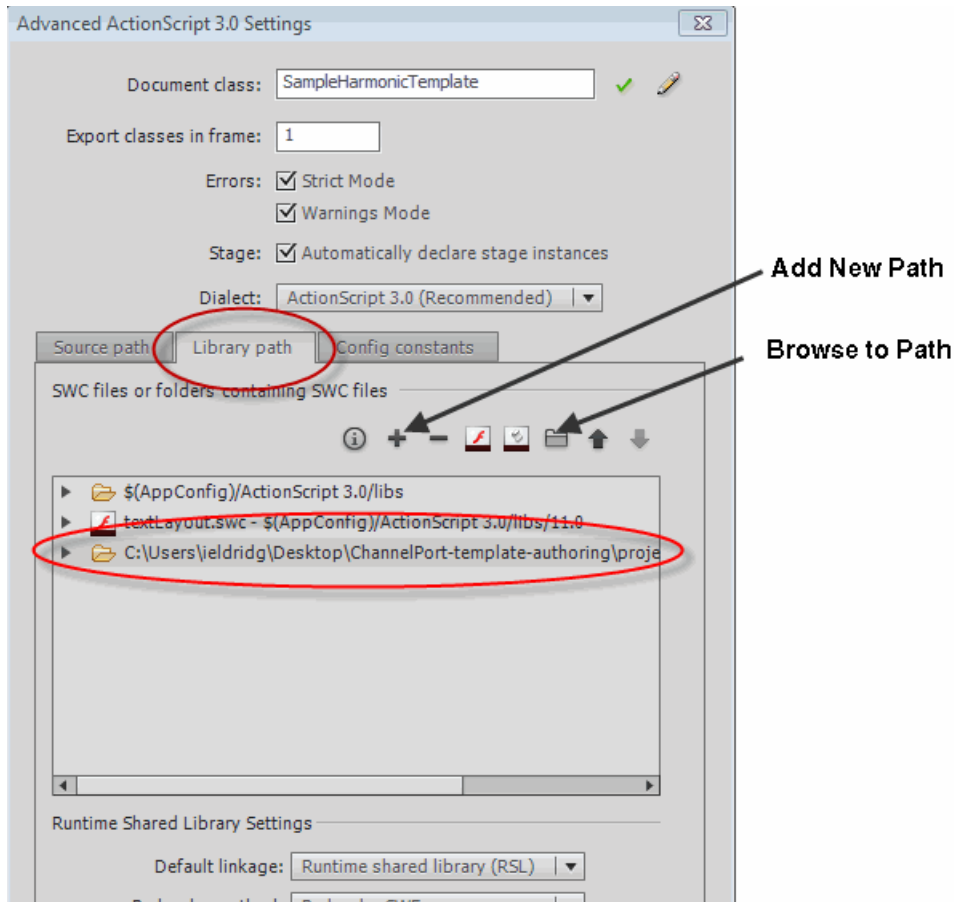 Advanced ActionScript 3.0 Settings
Document class: SampleHarmonicTemplate
Export classes in frame: 1
Errors: Strict Mode
Warnings Mode
Stage: Automatically declare stage instances
Add New Path
Dialect: ActionScript 3.0 (Recommended)
Source path Library path Config constants
Browse to Path
SWC files or folders containing SWC files
$(AppConfig)/ActionScript 3.0/libs
textLayout.swc - $(AppConfig)/ActionScript 3.0/libs/11.0
C:\Users\ieldridg\Desktop\ChannelPort-template-authoring\proje
Runtime Shared Library Settings
Default linkage: Runtime shared library (RSL)